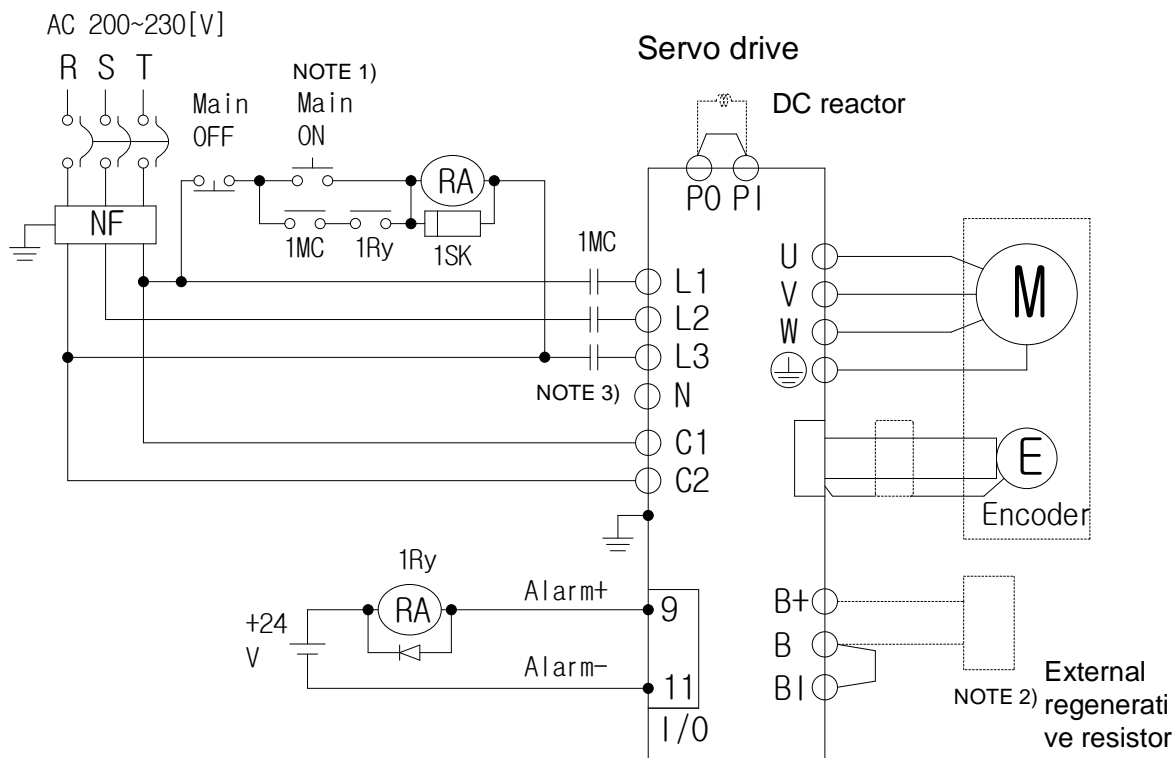 AC 200~230[V]
R S T
Servo drive
NOTE 1)
Main
OFF
Main
ON
DC reactor
RA
PO PI
NF
1MC
1Ry
1SK
1MC
U
V
W
M
L1
L2
L3
NOTE 3)
N
C1
C2
E
Encoder
1Ry
RA
+24
V
Alarm+
Alarm-
9
11
I/O
B+
B
BI
NOTE 2)
External
regenerati
ve resistor